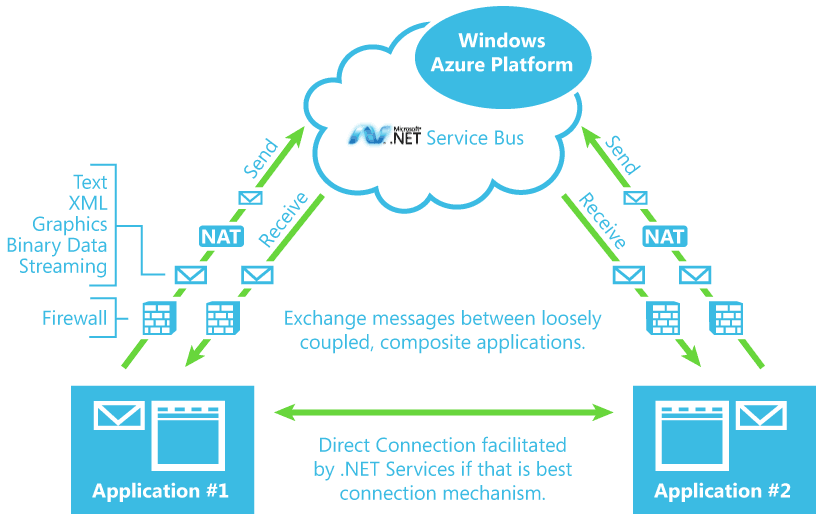 Windows
Azure Platform
Microsoft®
.NET Service Bus
Send
Send
Receive
Receive
Text
XML
Graphics
Binary Data
Streaming
NAT
NAT
Firewall
Exchange messages between loosely
coupled, composite applications.
Direct Connection facilitated
by .NET Services if that is best
connection mechanism.
Application #1
Application #2